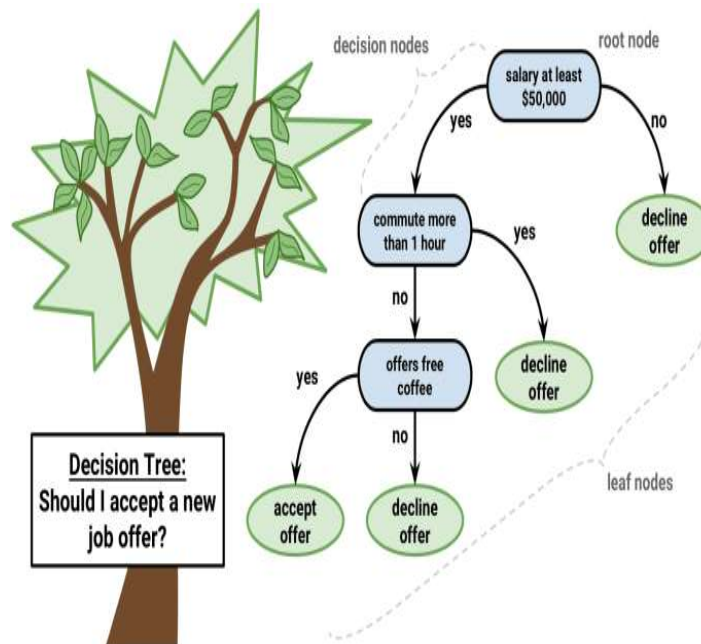 decision nodes
root node
salary at least
$50,000
yes
no
commute more
than 1 hour
yes
decline
offer
no
offers free
coffee
decline
offer
yes
no
Decision Tree:
Should I accept a new
job offer?
accept
offer
decline
offer
leaf nodes